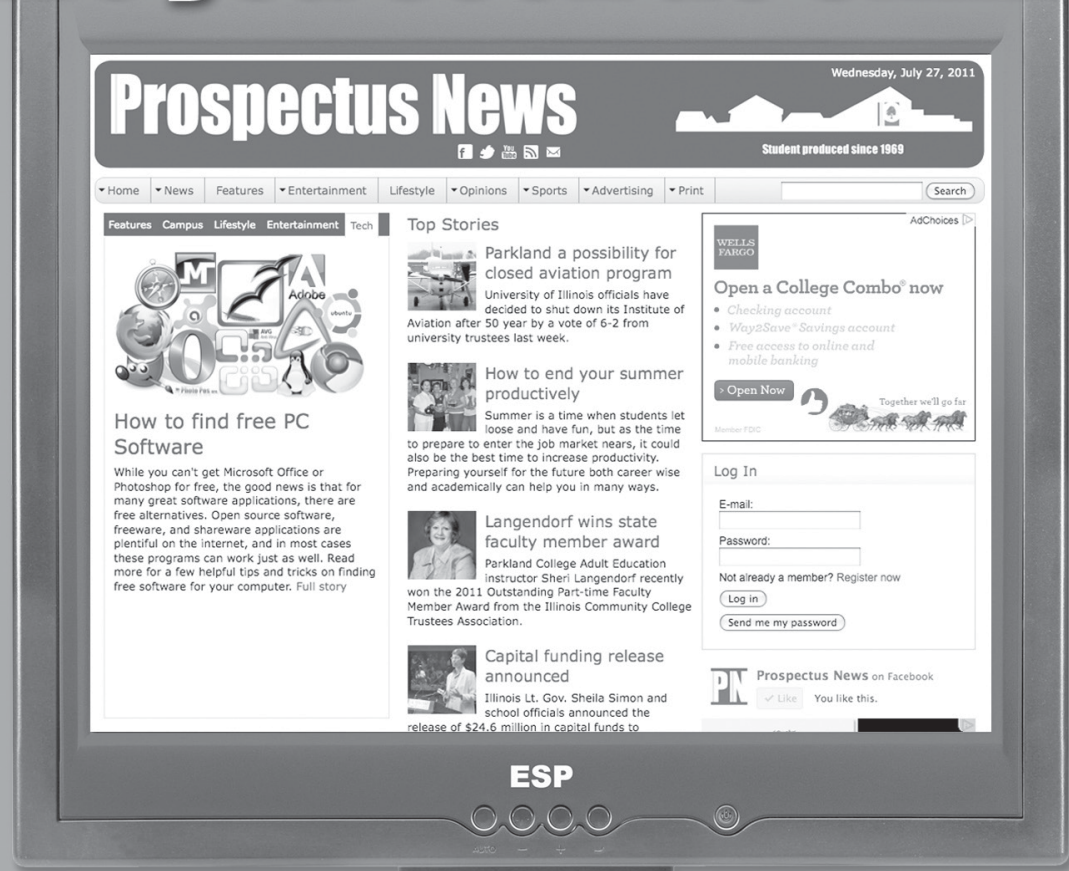 Prospectus News
Wednesday, July 27, 2011
Student produced since 1969
Home News Features Entertainment Lifestyle Opinions Sports Advertising Print Search
Features Campus Lifestyle Entertainment Tech
Adobe
ubuntu
AVG
How to find free PC
Software
While you can't get Microsoft Office or
Photoshop for free, the good news is that for
many great software applications, there are
free alternatives. Open source software,
freeware, and shareware applications are
plentiful on the internet, and in most cases
these programs can work just as well. Read
more for a few helpful tips and tricks on finding
free software for your computer. Full story
Top Stories
Parkland a possibility for
closed aviation program
University of Illinois officials have
decided to shut down its Institute of
Aviation after 50 year by a vote of 6-2 from
university trustees last week.
How to end your summer
productively
Summer is a time when students let
loose and have fun, but as the time
to prepare to enter the job market nears, it could
also be the best time to increase productivity.
Preparing yourself for the future both career wise
and academically can help you in many ways.
Langendorf wins state
faculty member award
Parkland College Adult Education
instructor Sheri Langendorf recently
won the 2011 Outstanding Part-time Faculty
Member Award from the Illinois Community College
Trustees Association.
Capital funding release
announced
Illinois Lt. Gov. Sheila Simon and
school officials announced the
release of $24.6 million in capital funds to
AdChoices
WELLS
FARGO
Open a College Combo® now
• Checking account
• Way2Save® Savings account
• Free access to online and
mobile banking
› Open Now
Together we'll go far
Member FDIC
Log In
E-mail:
Password:
Not already a member? Register now
Log in
Send me my password
PN
Prospectus News on Facebook
Like You like this.
ESP
AUTO